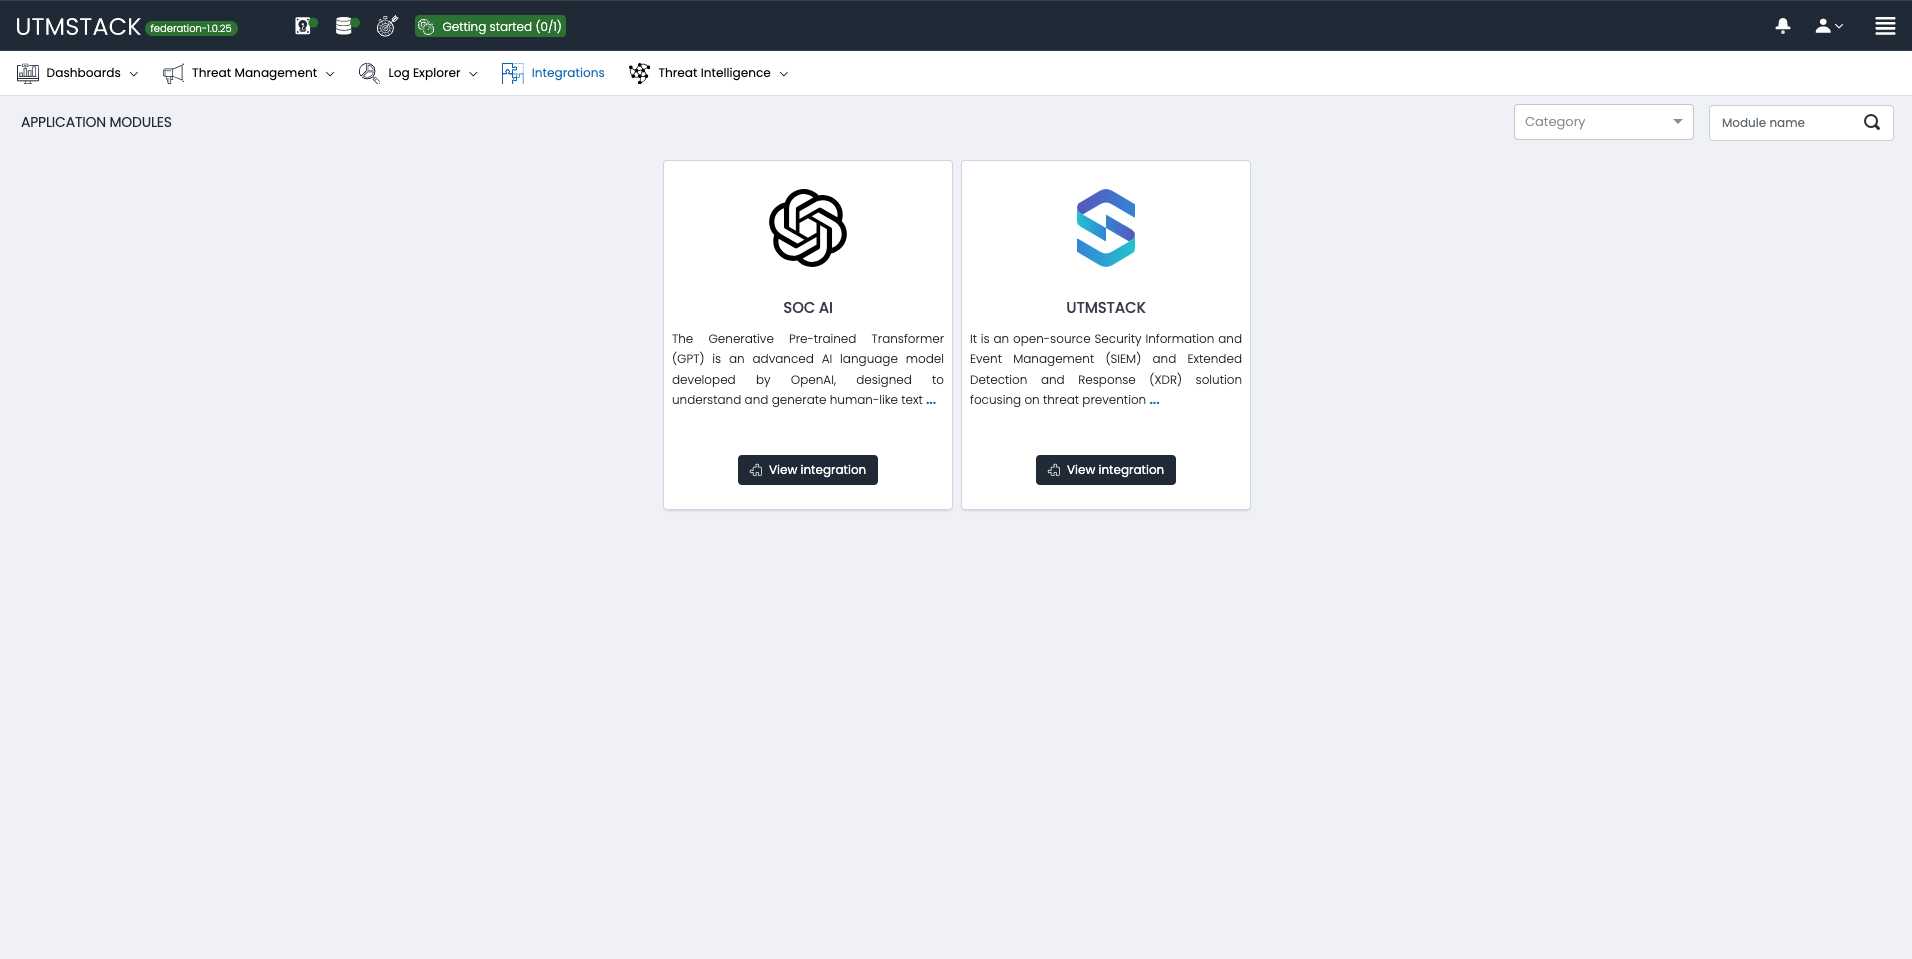 UTMSTACK federation-1.0.25 Getting started (0/1)
Dashboards Threat Management Log Explorer Integrations Threat Intelligence
APPLICATION MODULES Category Module name
SOC AI
The Generative Pre-trained Transformer
(GPT) is an advanced AI language model
developed by OpenAI, designed to
understand and generate human-like text ...
View integration
UTMSTACK
It is an open-source Security Information and
Event Management (SIEM) and Extended
Detection and Response (XDR) solution
focusing on threat prevention ...
View integration